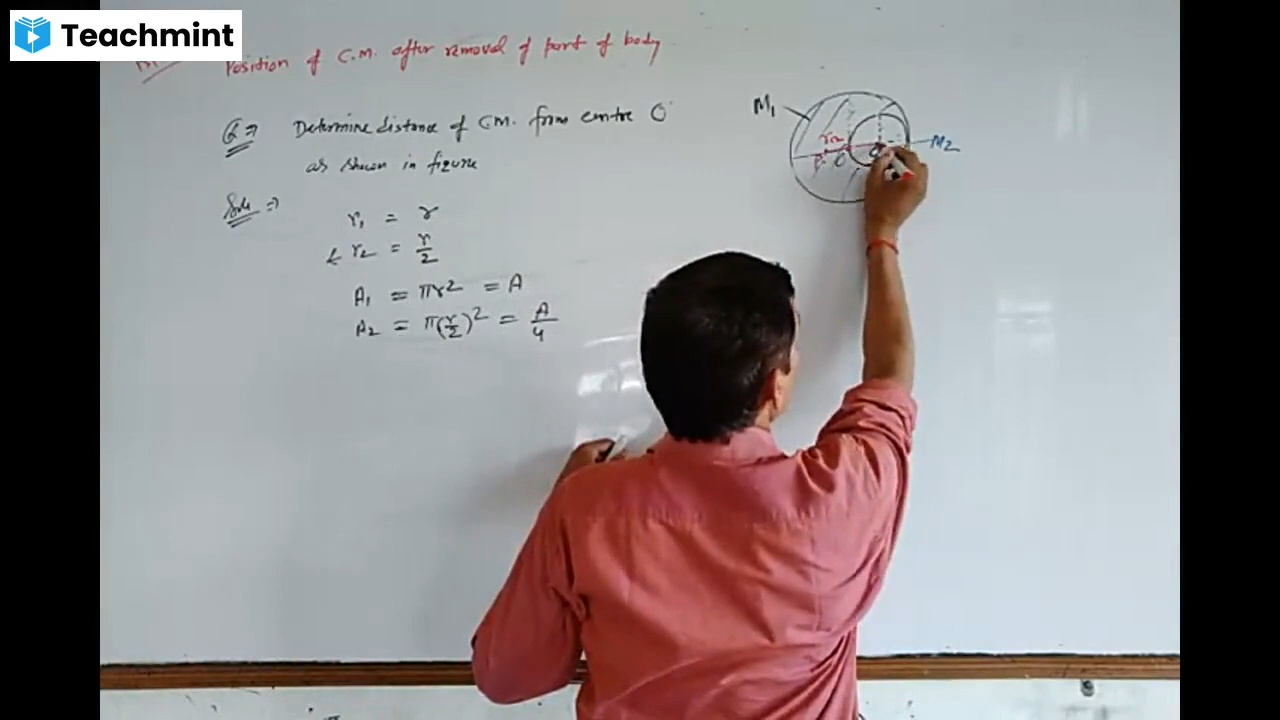 Teachmint
Position of C.M. after removal of part of body
Q ⇒ Determine distance of C.M. from centre O
as shown in figure
Sol ⇒
r₁ = r
& r₂ = r/2
A₁ = πr² = A
A₂ = π(r/2)² = A/4
M₁
M₂
O